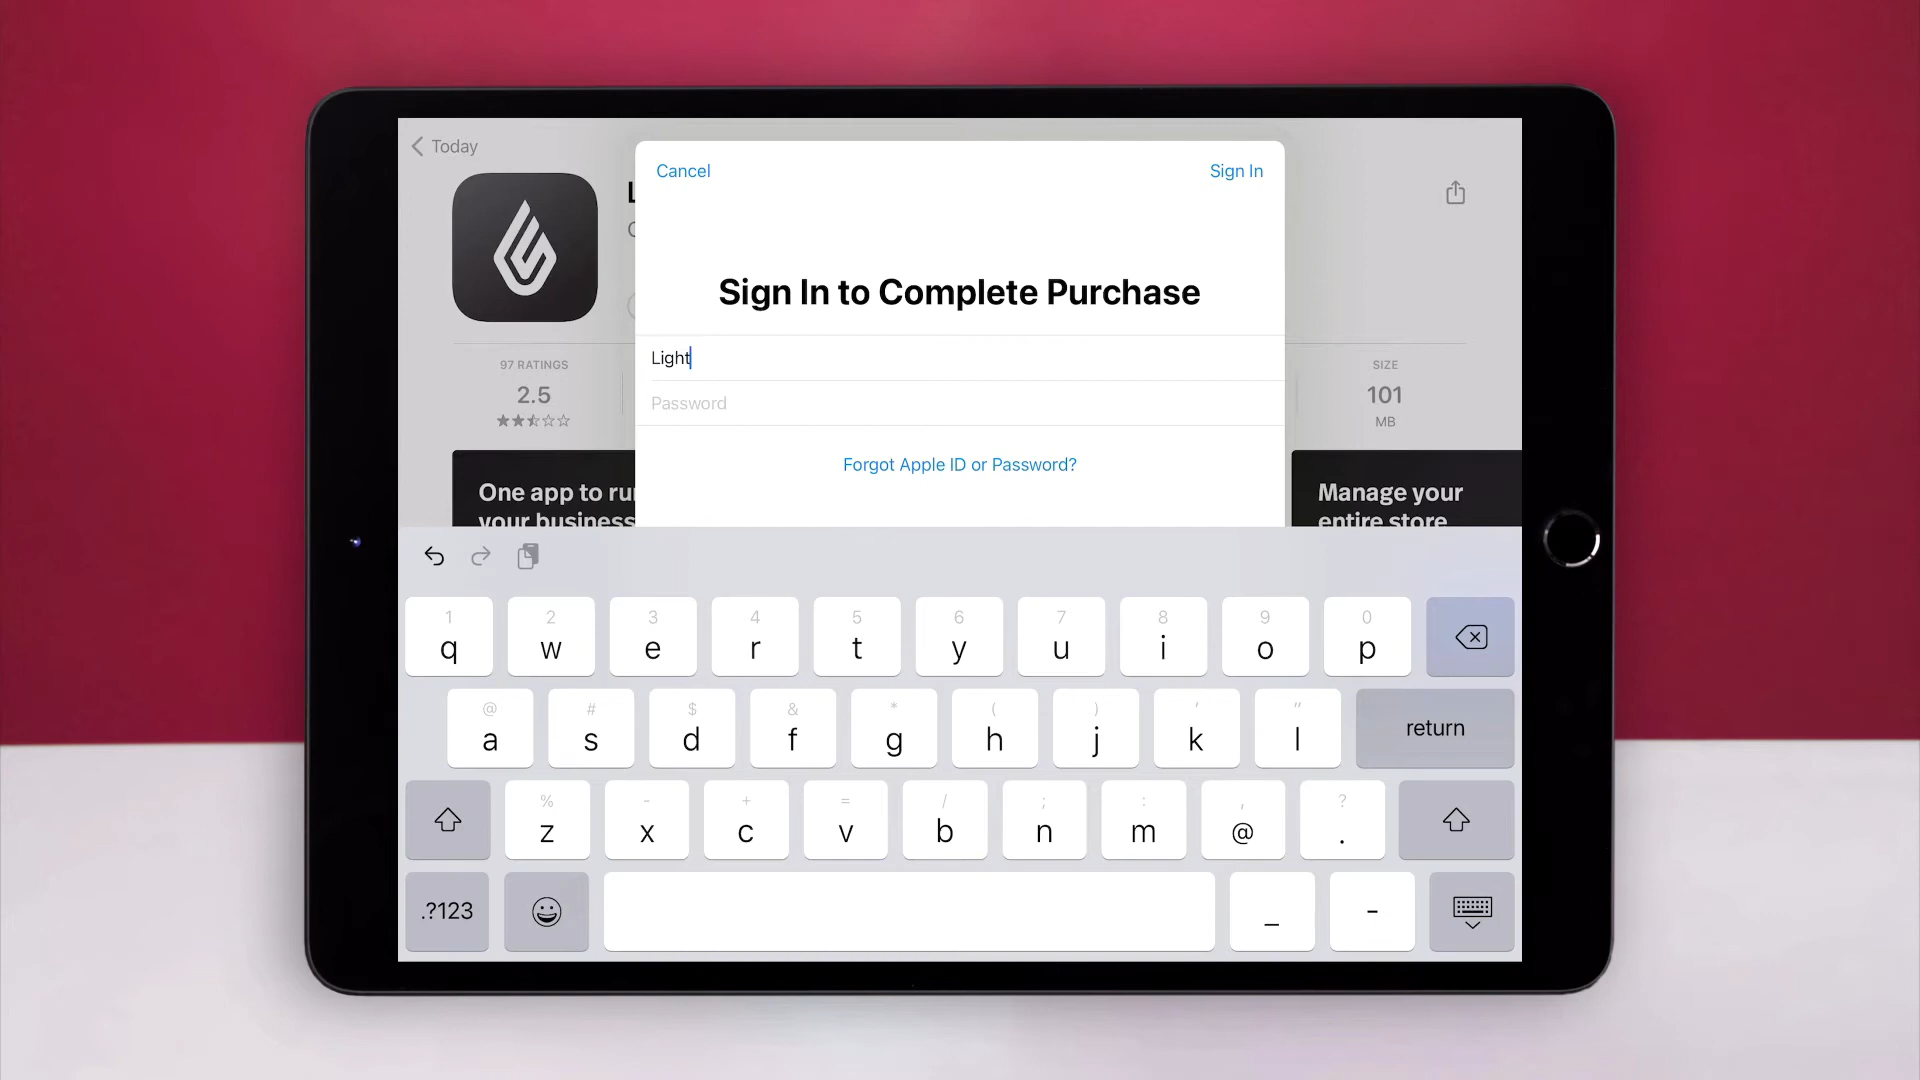 Today
Cancel
Sign In
L
Sign In to Complete Purchase
Light
Password
Forgot Apple ID or Password?
97 RATINGS
2.5
SIZE
101
MB
One app to ru
your business
Manage your
entire store
1 2 3 4 5 6 7 8 9 0
q w e r t y u i o p
@ # $ & * ( ) ' "
a s d f g h j k l return
% - + = / ; : , ?
z x c v b n m @ .
.?123 _ -